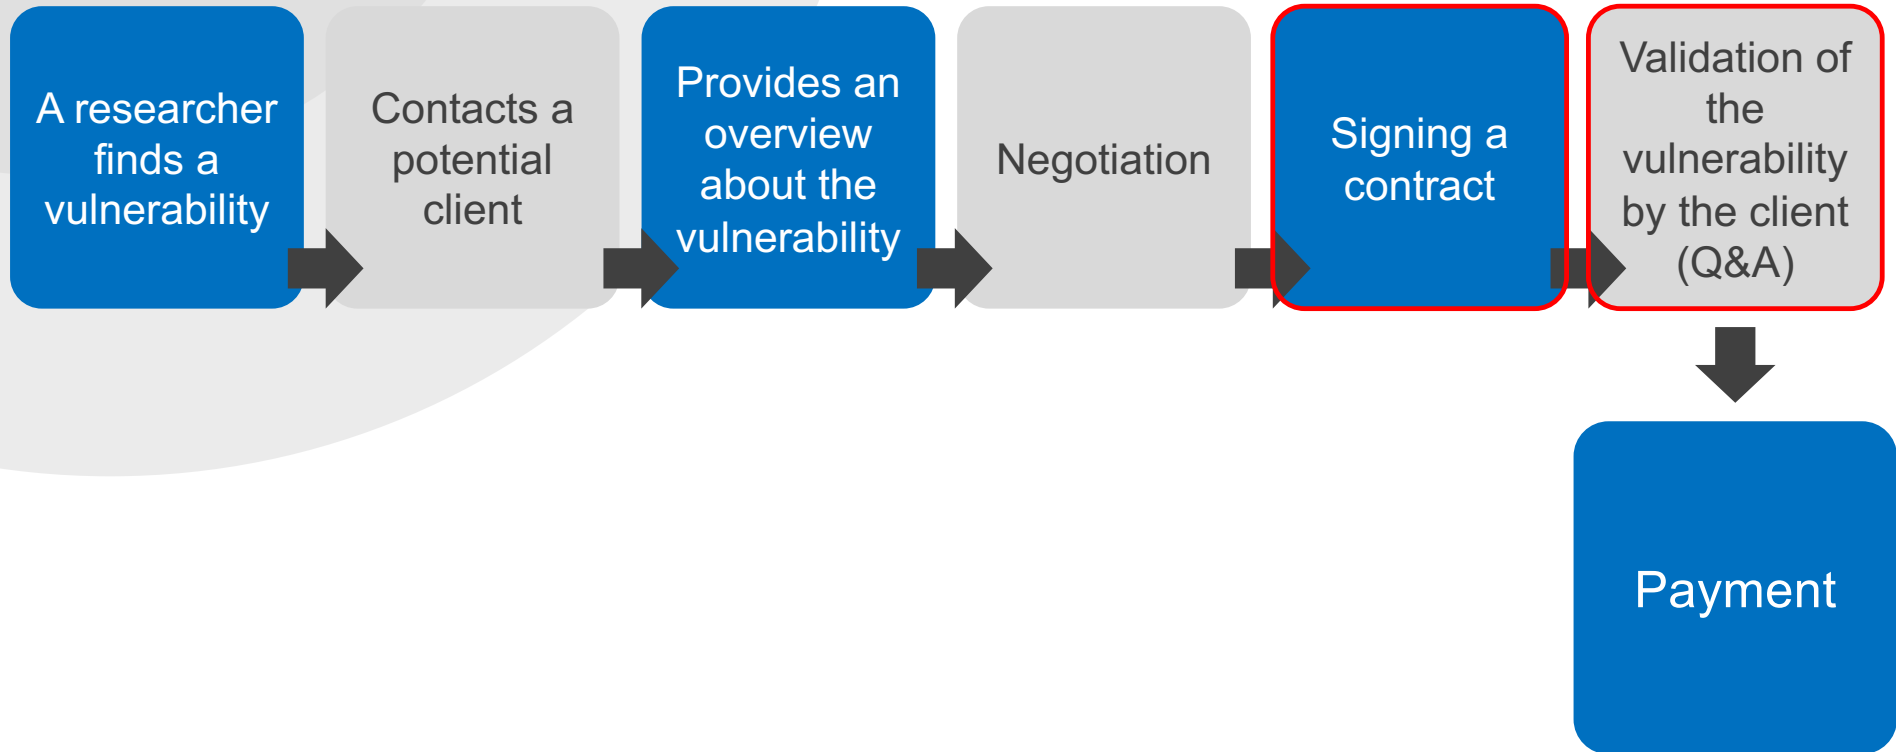 A researcher
finds a
vulnerability
Contacts a
potential
client
Provides an
overview
about the
vulnerability
Negotiation
Signing a
contract
Validation of
the
vulnerability
by the client
(Q&A)
Payment